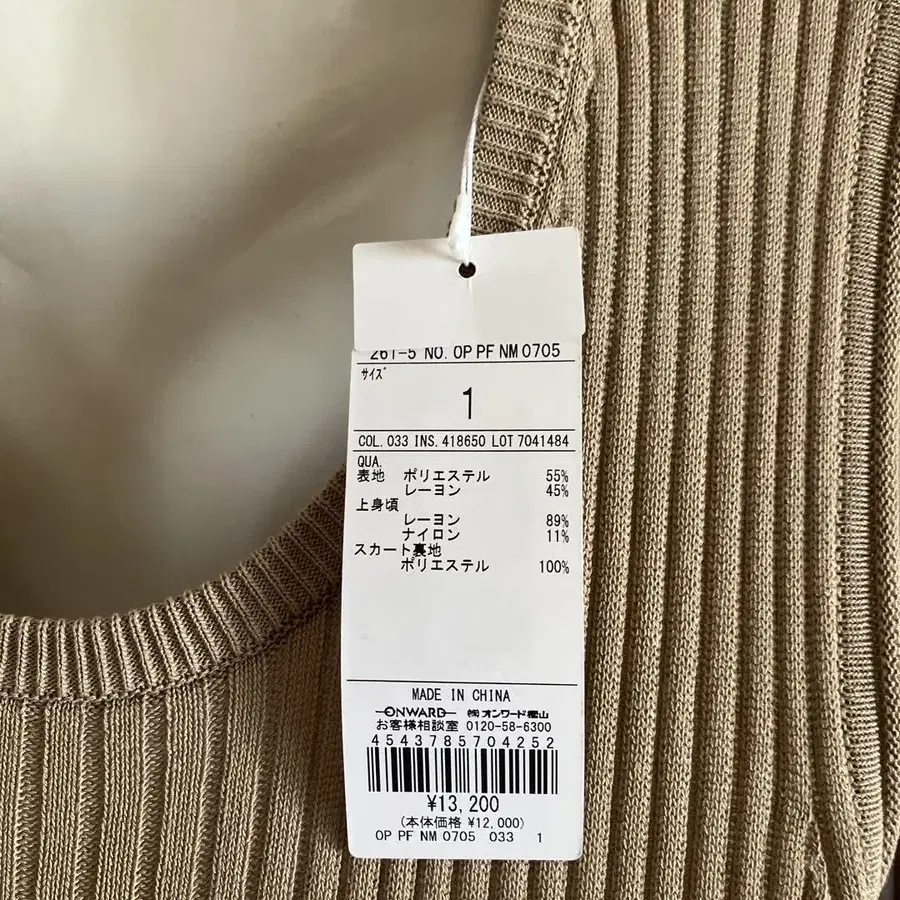 261-5 NO. OP PF NM 0705
サイズ
1
COL. 033 INS. 418650 LOT 7041484
QUA.
表地 ポリエステル 55%
レーヨン 45%
上身頃
レーヨン 89%
ナイロン 11%
スカート裏地
ポリエステル 100%
MADE IN CHINA
ONWARD ㈱オンワード樫山
お客様相談室 0120-58-6300
4543785704252
¥13,200
(本体価格 ¥12,000)
OP PF NM 0705 033 1